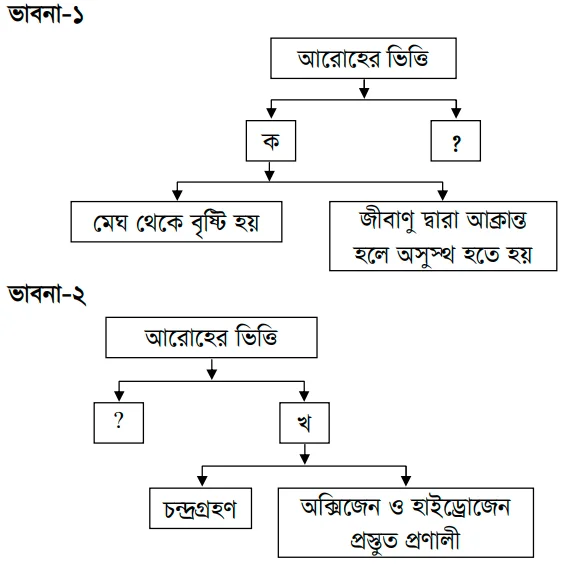 ভাবনা-১
আরোহের ভিত্তি
ক
?
মেঘ থেকে বৃষ্টি হয়
জীবাণু দ্বারা আক্রান্ত
হলে অসুস্থ হতে হয়
ভাবনা-২
আরোহের ভিত্তি
?
খ
চন্দ্রগ্রহণ
অক্সিজেন ও হাইড্রোজেন
প্রস্তুত প্রণালী